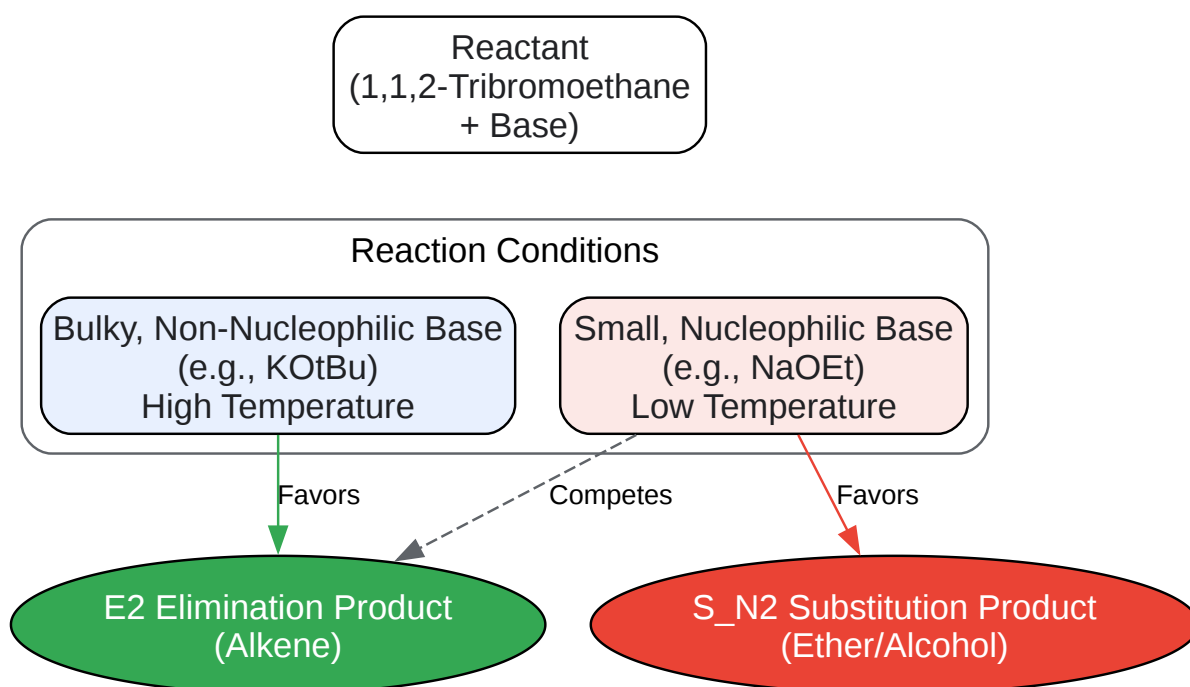 Reactant
(1,1,2-Tribromoethane
+ Base)
Reaction Conditions
Bulky, Non-Nucleophilic Base
(e.g., KOtBu)
High Temperature
Small, Nucleophilic Base
(e.g., NaOEt)
Low Temperature
Favors
Competes
Favors
E2 Elimination Product
(Alkene)
S_N2 Substitution Product
(Ether/Alcohol)